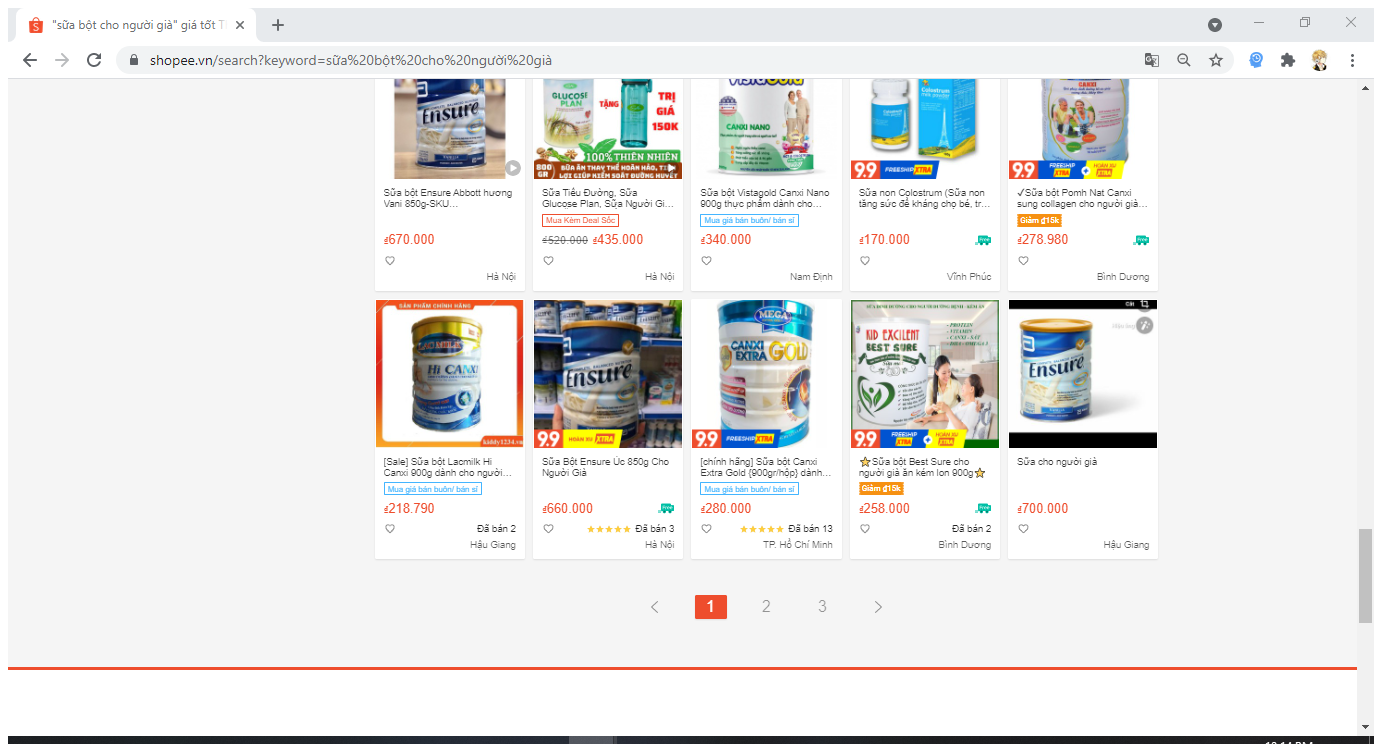 "sữa bột cho người già" giá tốt T
shopee.vn/search?keyword=sữa%20bột%20cho%20người%20già
Ensure
GLUCOSE
PLAN
TẶNG
TRỊ
GIÁ
150K
100% THIÊN NHIÊN
800
GR
SỮA ĂN THAY THẾ HOÀN HẢO,
LỢI GIÚP KIỂM SOÁT ĐƯỜNG HUYẾT
VistaGold
CANXI NANO
Colostrum
9.9 FREESHIP XTRA
CANXI
9.9 FREESHIP XTRA + HOÀN XU XTRA
Sữa bột Ensure Abbott hương
Vani 850g-SKU...
₫670.000
Hà Nội
Sữa Tiểu Đường, Sữa
Glucose Plan, Sữa Người Gi...
Mua Kèm Deal Sốc
₫520.000 ₫435.000
Hà Nội
Sữa bột Vistagold Canxi Nano
900g thực phẩm dành cho...
Mua giá bán buôn/ bán sỉ
₫340.000
Nam Định
Sữa non Colostrum (Sữa non
tăng sức đề kháng cho bé, tr...
₫170.000
Vĩnh Phúc
✓Sữa bột Pomh Nat Canxi
sung collagen cho người già...
Giảm ₫15k
₫278.980
Bình Dương
SẢN PHẨM CHÍNH HÃNG
LACMILK
Hi CANXI
kiddy1234.vn
[Sale] Sữa bột Lacmilk Hi
Canxi 900g dành cho người...
Mua giá bán buôn/ bán sỉ
₫218.790
Đã bán 2
Hậu Giang
Ensure
9.9 HOÀN XU XTRA
Sữa Bột Ensure Úc 850g Cho
Người Già
₫660.000
Đã bán 3
Hà Nội
MEGA
CANXI
EXTRA GOLD
9.9 FREESHIP XTRA
[chính hãng] Sữa bột Canxi
Extra Gold {900gr/hộp} dành...
Mua giá bán buôn/ bán sỉ
₫280.000
Đã bán 13
TP. Hồ Chí Minh
KID EXCILENT
BEST SURE
- PROTEIN
- VITAMIN
- CANXI - SẮT
9.9 FREESHIP XTRA + HOÀN XU XTRA
⭐Sữa bột Best Sure cho
người già ăn kém lon 900g⭐
Giảm ₫15k
₫258.000
Đã bán 2
Bình Dương
Cắt
Ensure
Sữa cho người già
₫700.000
Hậu Giang
1 2 3